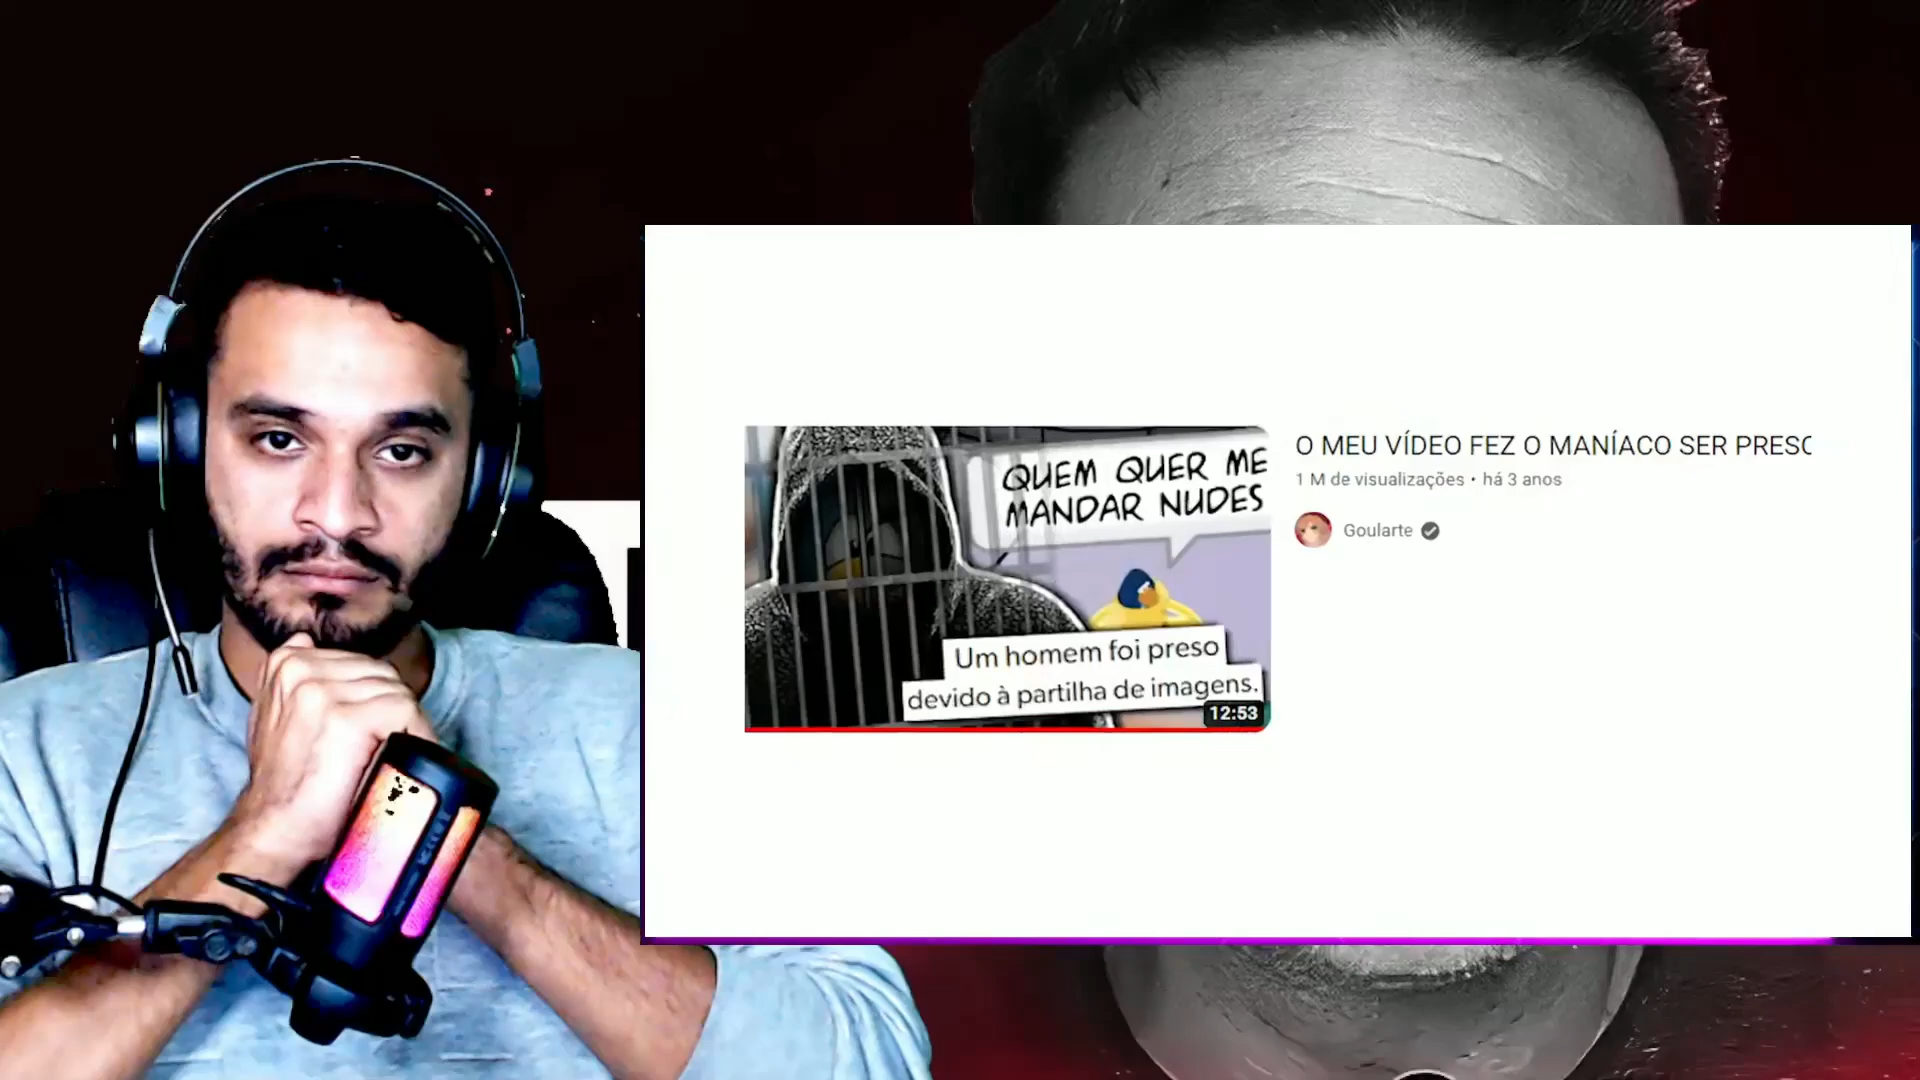 QUEM QUER ME
MANDAR NUDES
Um homem foi preso
devido à partilha de imagens.
12:53
O MEU VÍDEO FEZ O MANÍACO SER PRESO
1 M de visualizações • há 3 anos
Goularte